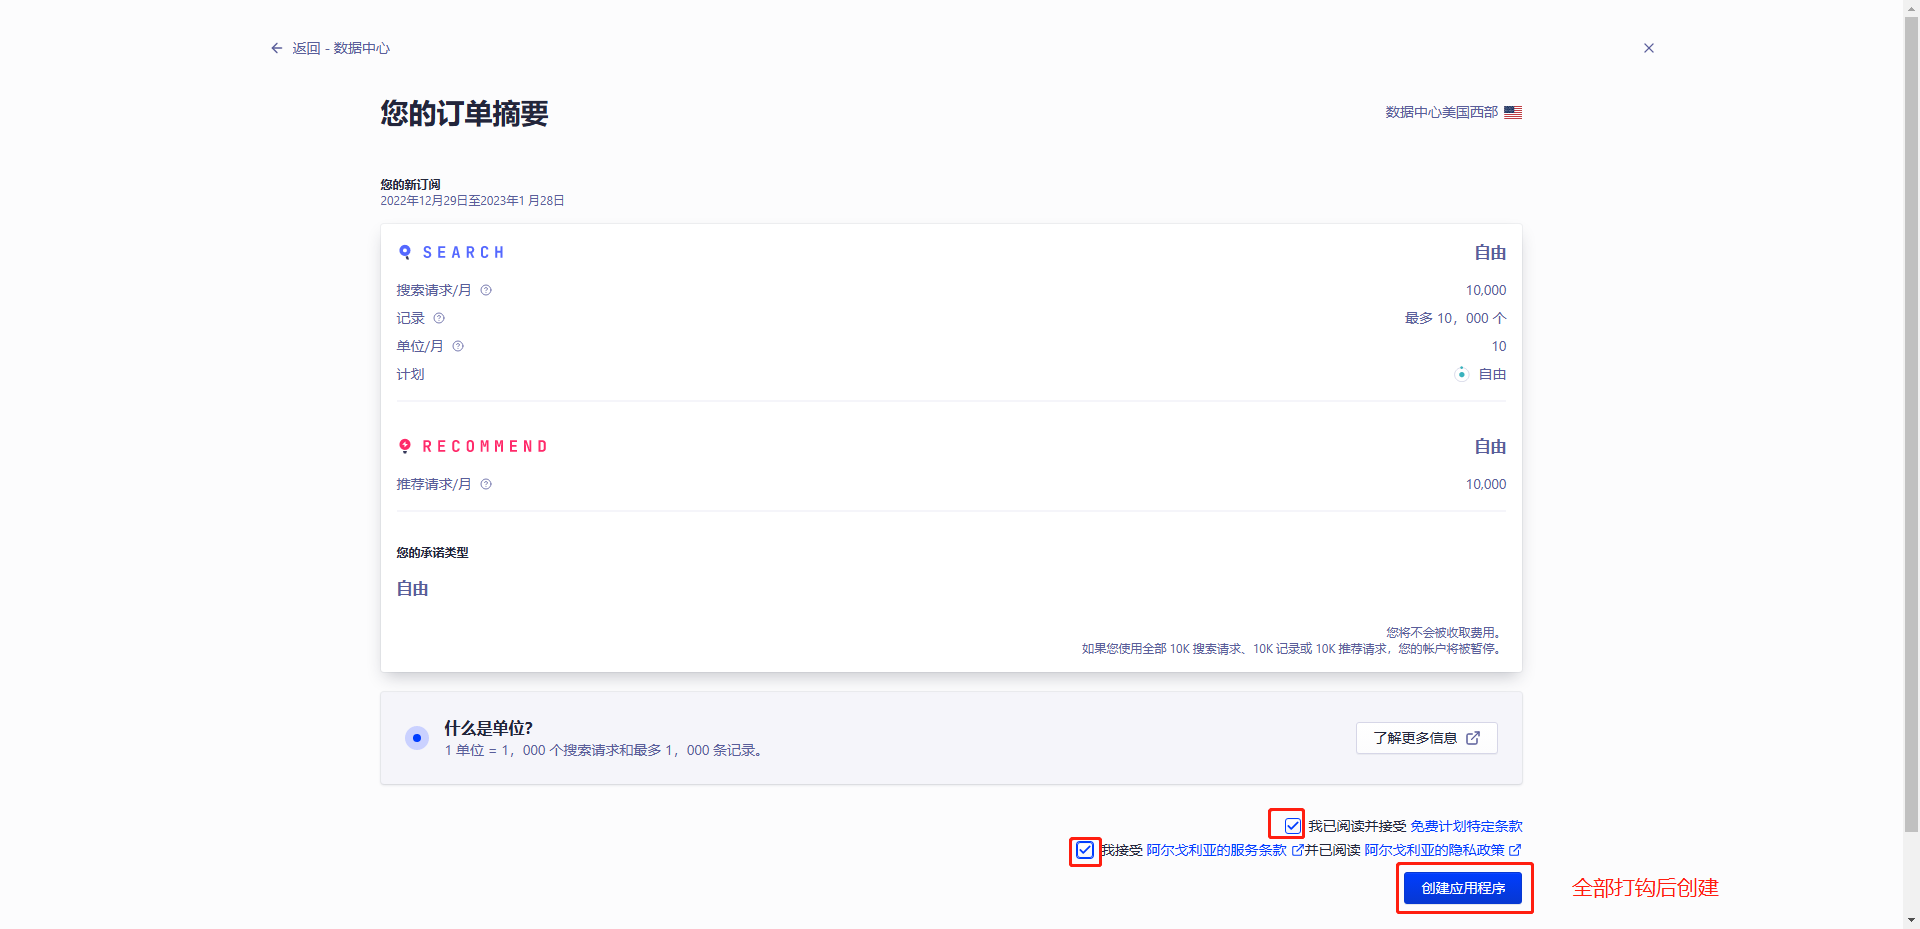 返回 - 数据中心
您的订单摘要
数据中心美国西部
您的新订阅
2022年12月29日至2023年1月28日
SEARCH 自由
搜索请求/月 10,000
记录 最多 10，000 个
单位/月 10
计划 自由
RECOMMEND 自由
推荐请求/月 10,000
您的承诺类型
自由
您将不会被收取费用。
如果您使用全部 10K 搜索请求、10K 记录或 10K 推荐请求，您的帐户将被暂停。
什么是单位?
1 单位 = 1，000 个搜索请求和最多 1，000 条记录。
了解更多信息
我已阅读并接受 免费计划特定条款
我接受 阿尔戈利亚的服务条款 并已阅读 阿尔戈利亚的隐私政策
创建应用程序 全部打钩后创建